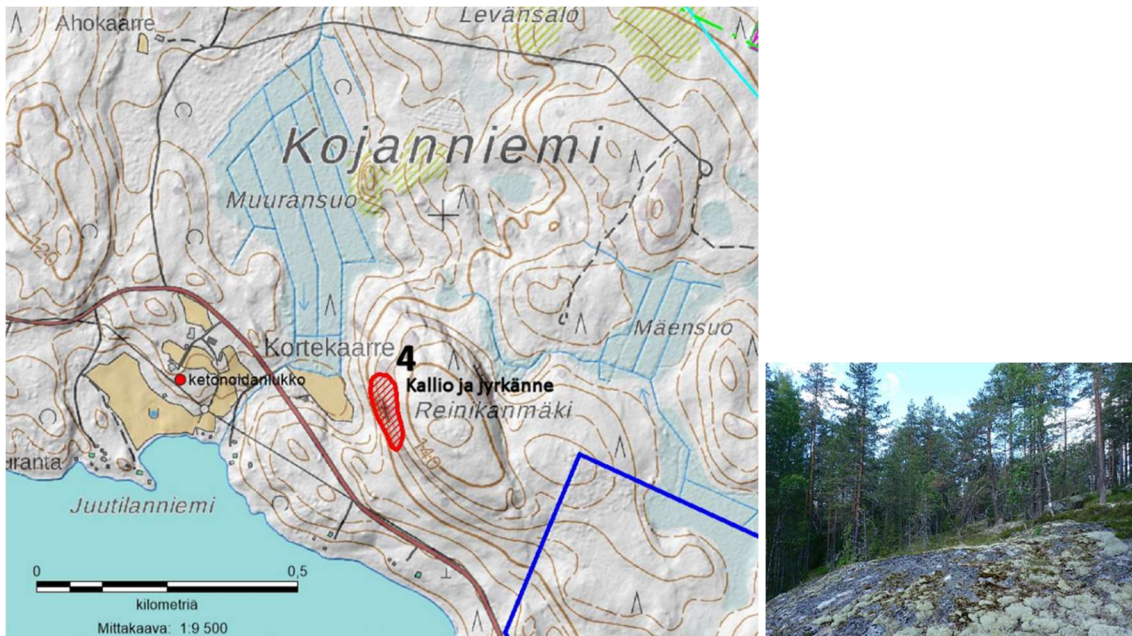 Levänsalo
Ahokaarre
Kojanniemi
Muuransuo
120
Mäensuo
Kortekaarre
4
Kallio ja jyrkänne
ketonoidanlukko
Reinikanmäki
140
uranta
Juutilanniemi
0 0,5
kilometriä
Mittakaava: 1:9 500